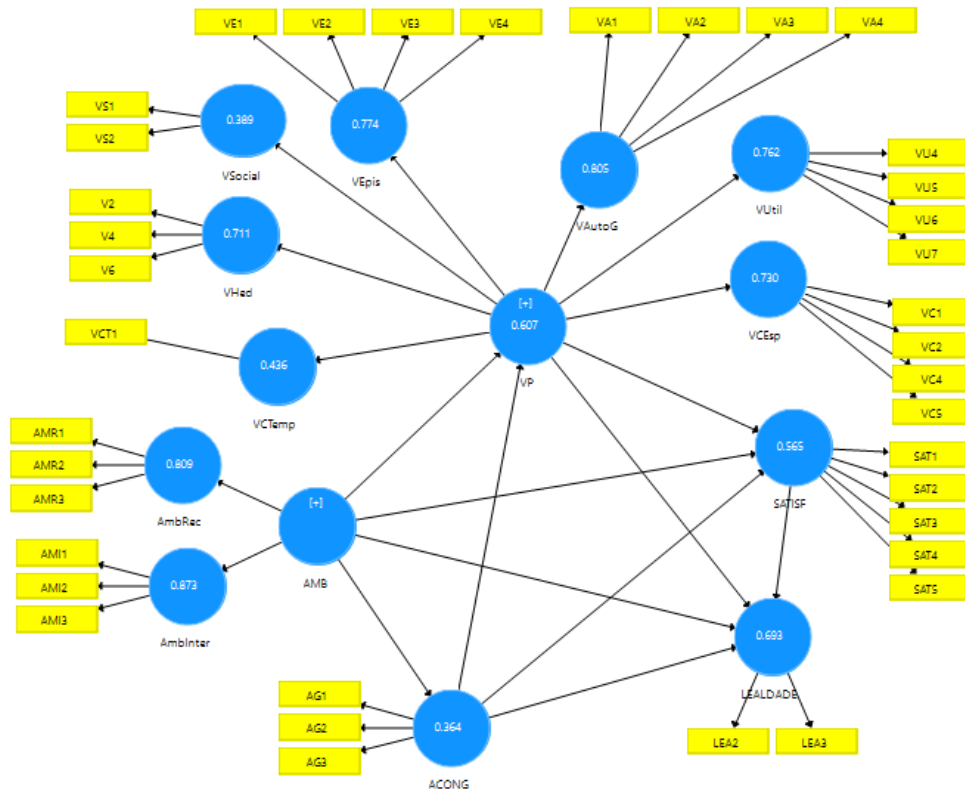 VE1 VE2 VE3 VE4
VA1 VA2 VA3 VA4
VS1
VS2
0.389
VSocial
0.774
VEpis
0.805
VAutoG
0.762
VUtil
VU4
VU5
VU6
VU7
V2
V4
V6
0.711
VHed
[+]
0.607
VP
0.730
VCEsp
VC1
VC2
VC4
VC5
VCT1
0.436
VCTemp
AMR1
AMR2
AMR3
0.809
AmbRec
[+]
AMB
0.565
SATISF
SAT1
SAT2
SAT3
SAT4
SAT5
AMI1
AMI2
AMI3
0.873
AmbInter
0.693
LEALDADE
AG1
AG2
AG3
0.364
ACONG
LEA2 LEA3